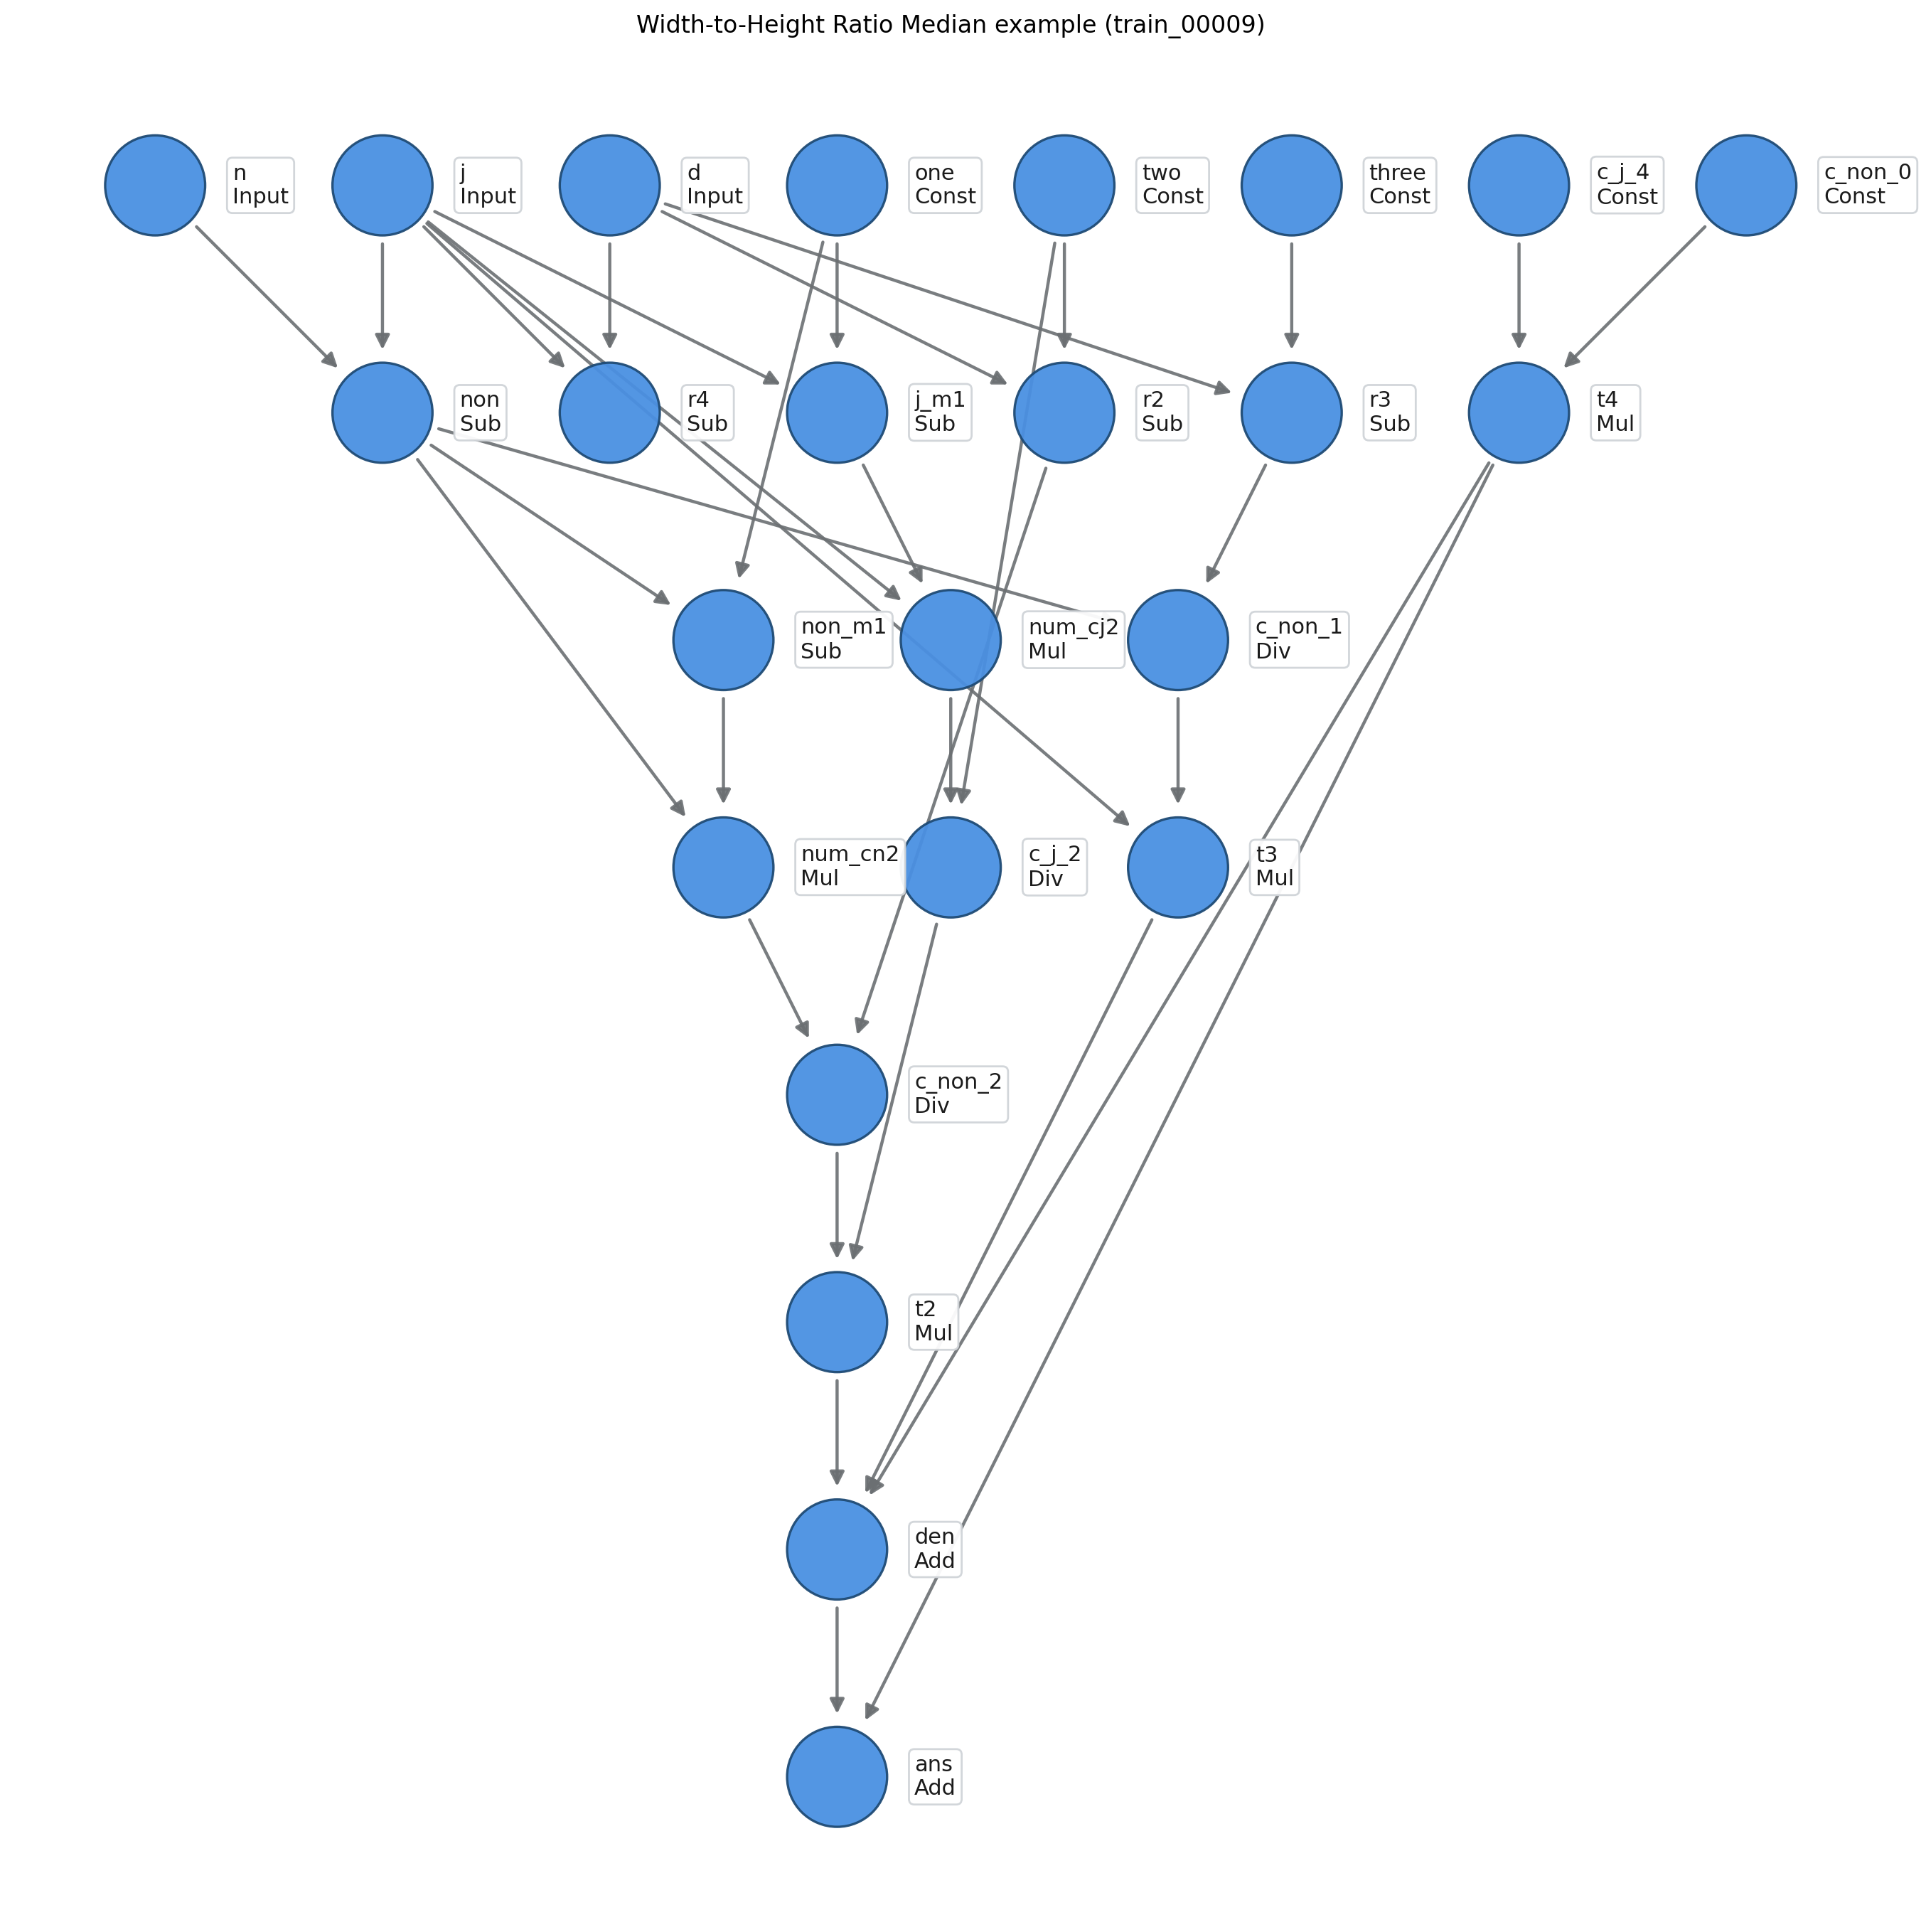 Width-to-Height Ratio Median example (train_00009)
n
Input
j
Input
d
Input
one
Const
two
Const
three
Const
c_j_4
Const
c_non_0
Const
non
Sub
r4
Sub
j_m1
Sub
r2
Sub
r3
Sub
t4
Mul
non_m1
Sub
num_cj2
Mul
c_non_1
Div
num_cn2
Mul
c_j_2
Div
t3
Mul
c_non_2
Div
t2
Mul
den
Add
ans
Add